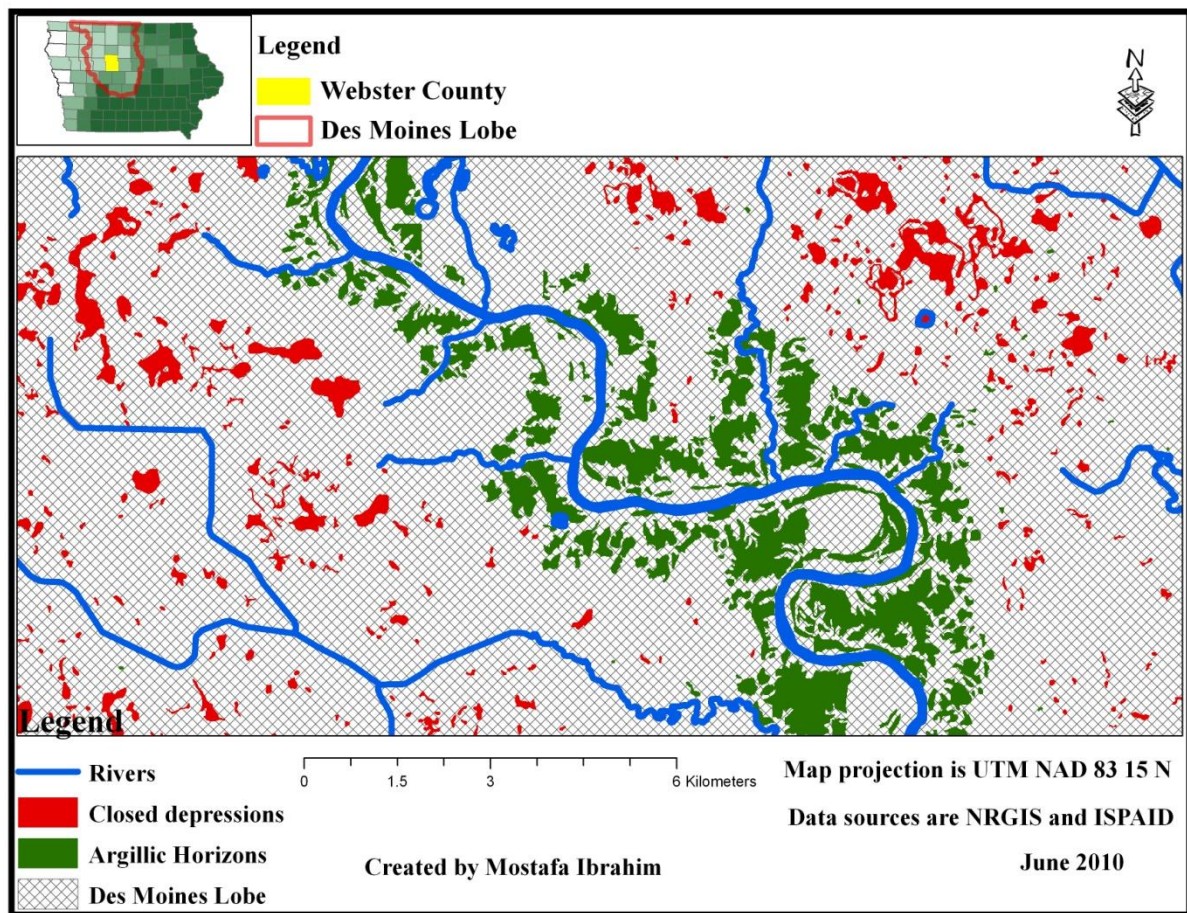 Legend
Webster County
Des Moines Lobe
N
Legend
Rivers
Closed depressions
Argillic Horizons
Des Moines Lobe
0 1.5 3 6 Kilometers
Created by Mostafa Ibrahim
Map projection is UTM NAD 83 15 N
Data sources are NRGIS and ISPAID
June 2010